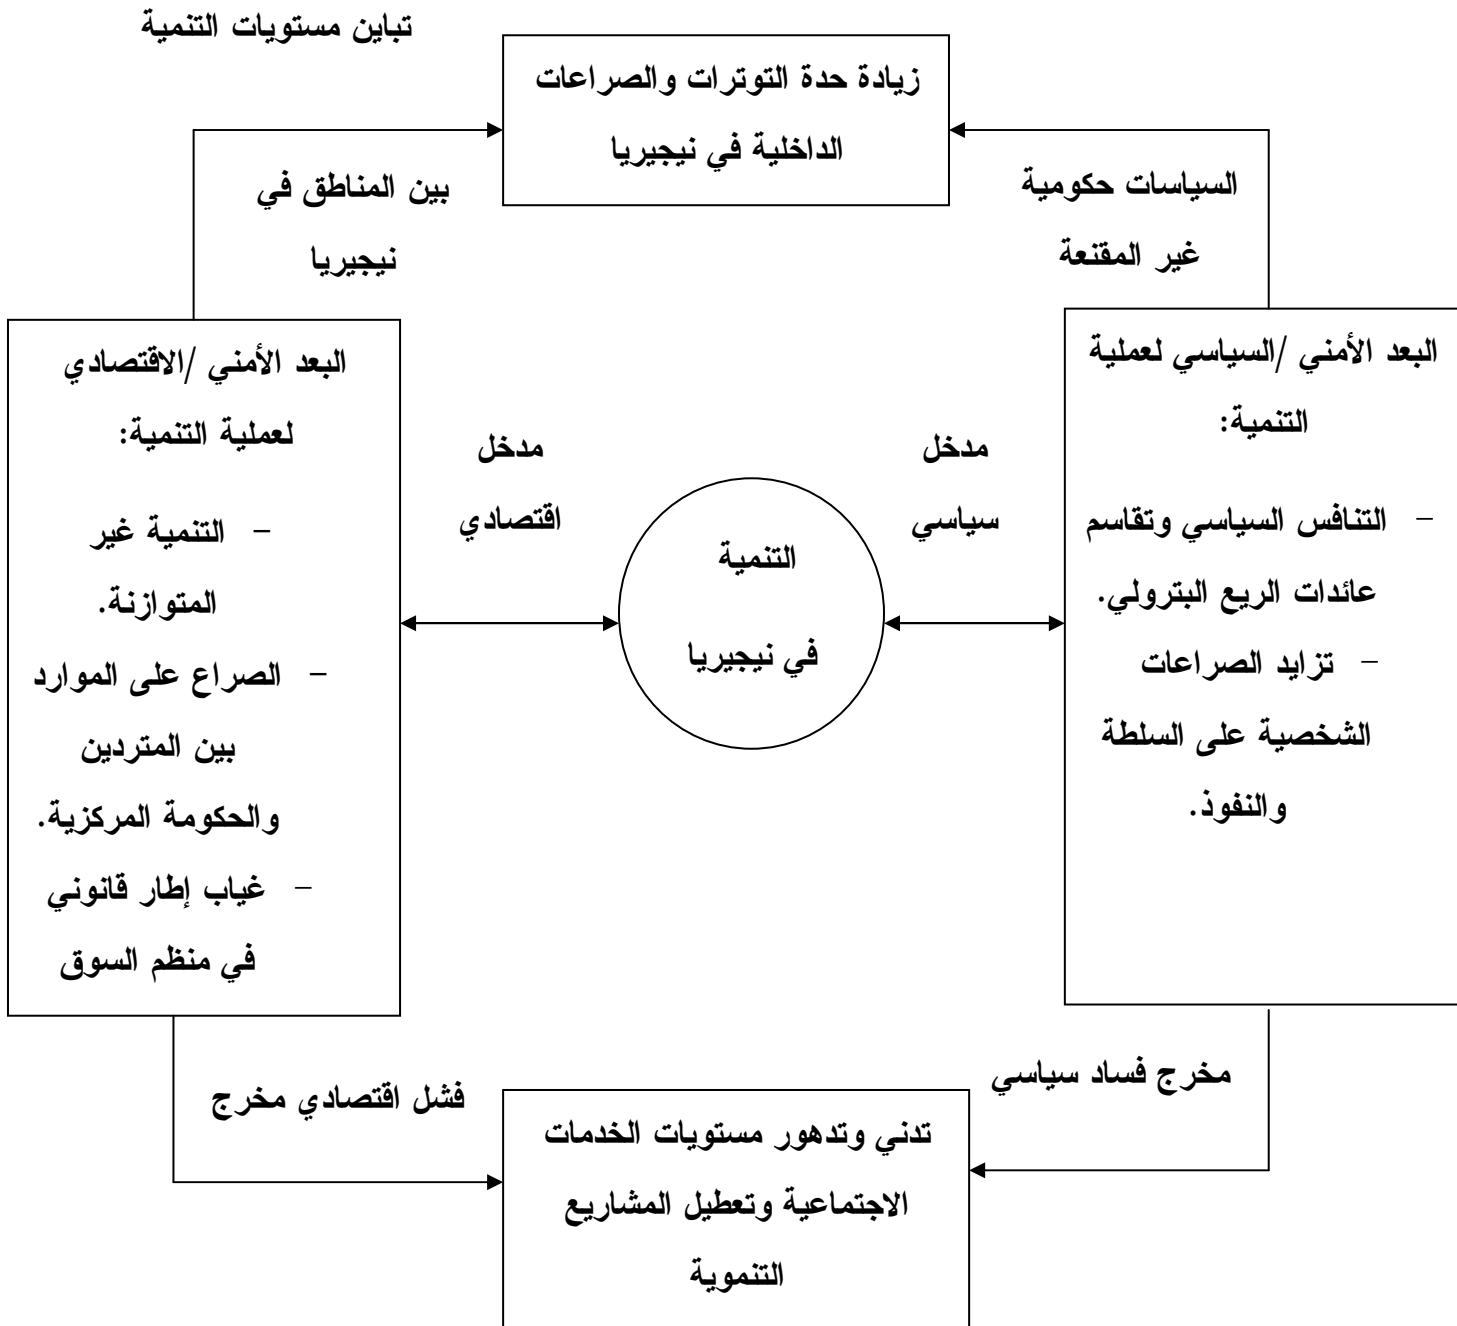 تباين مستويات التنمية
زيادة حدة التوترات والصراعات
الداخلية في نيجيريا
السياسات حكومية
غير المقنعة
بين المناطق في
نيجيريا
البعد الأمني /السياسي لعملية
التنمية:
– التنافس السياسي وتقاسم
عائدات الريع البترولي.
– تزايد الصراعات
الشخصية على السلطة
والنفوذ.
مدخل
سياسي
التنمية
في نيجيريا
مدخل
اقتصادي
البعد الأمني /الاقتصادي
لعملية التنمية:
– التنمية غير
المتوازنة.
– الصراع على الموارد
بين المتردين
والحكومة المركزية.
– غياب إطار قانوني
في منظم السوق
مخرج فساد سياسي
فشل اقتصادي مخرج
تدني وتدهور مستويات الخدمات
الاجتماعية وتعطيل المشاريع
التنموية